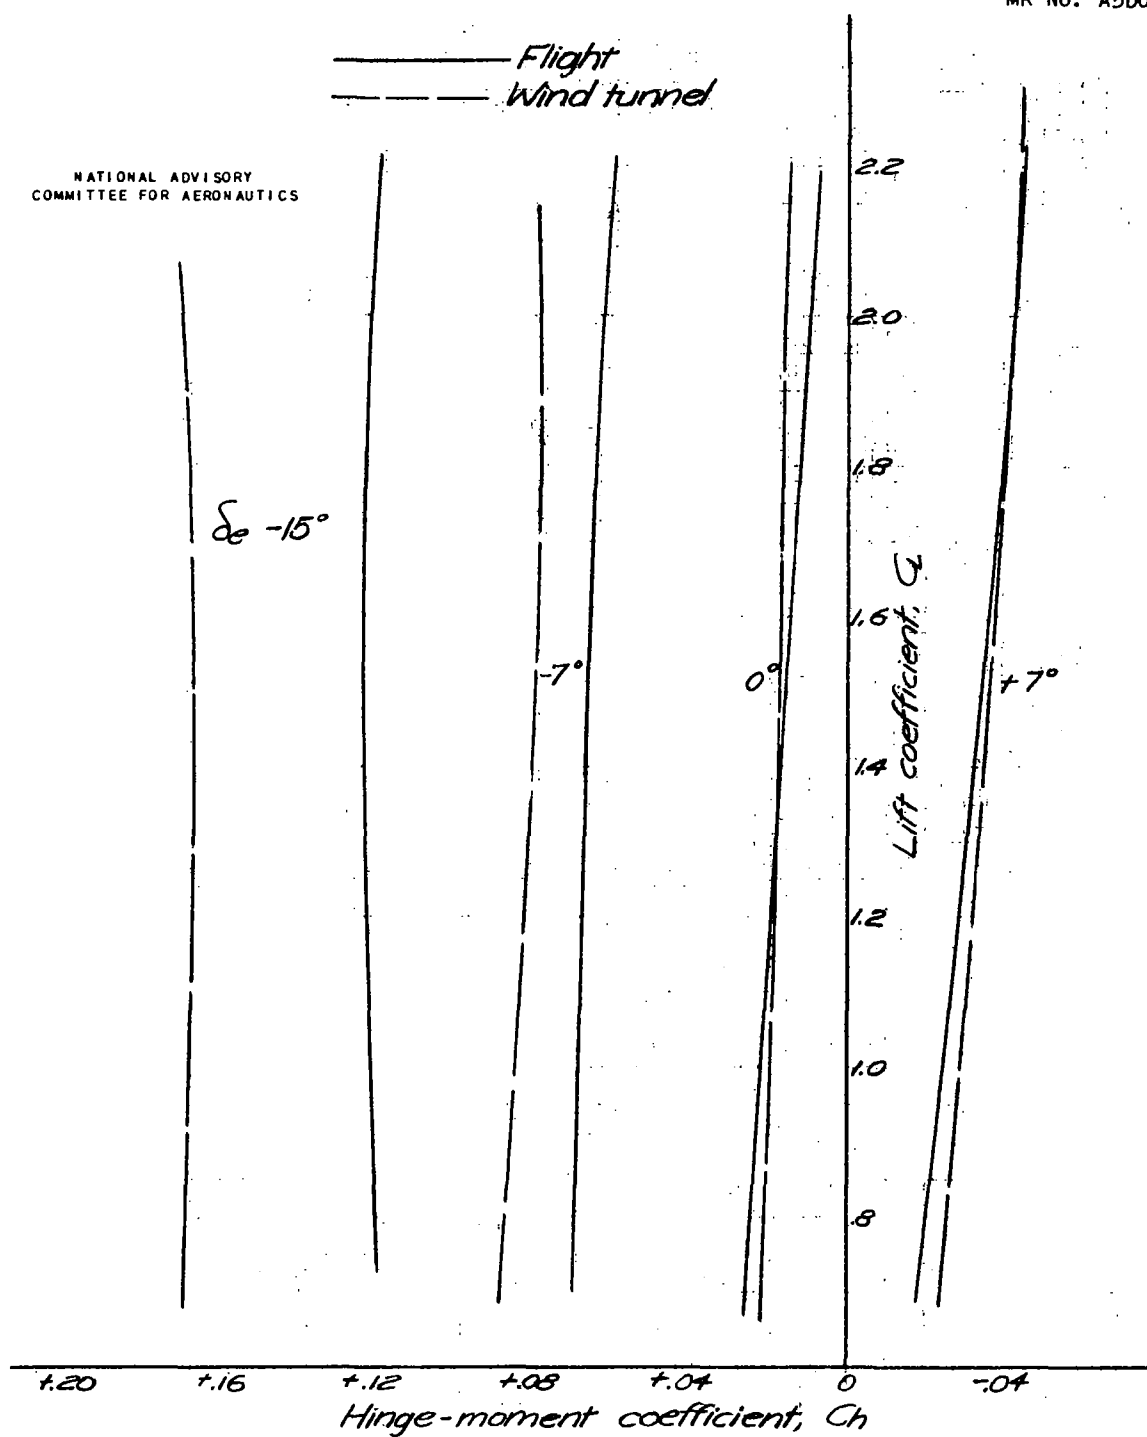 MR No. A5D0
Flight
Wind tunnel
NATIONAL ADVISORY
COMMITTEE FOR AERONAUTICS
2.2
2.0
1.8
δe -15°
1.6
Lift coefficient, CL
-7°
0°
+7°
1.4
1.2
1.0
.8
+.20
+.16
+.12
+.08
+.04
0
-.04
Hinge-moment coefficient, Ch